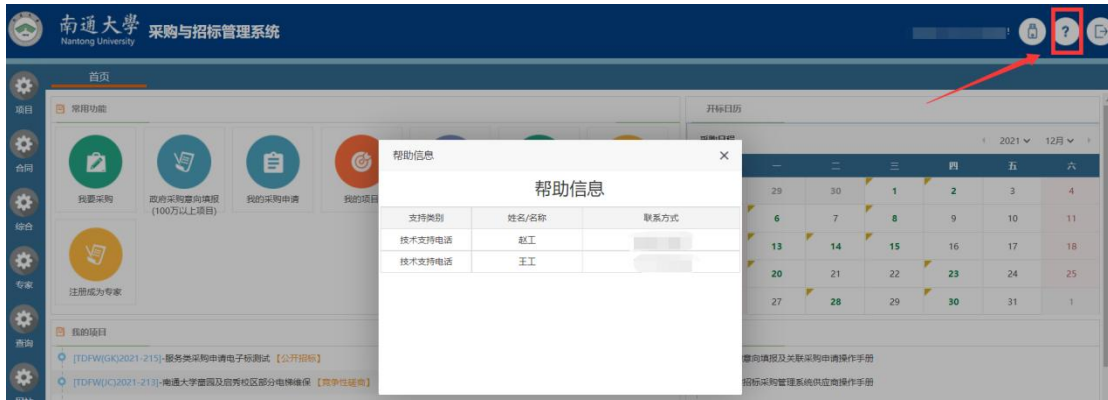 南通大學 采购与招标管理系统
Nantong University
?
首页
项目
合同
综合
专家
查询
常用功能
我要采购
政府采购意向填报
(100万以上项目)
我的采购申请
我的项目
注册成为专家
帮助信息 ×
帮助信息
支持类别 姓名/名称 联系方式
技术支持电话 赵工
技术支持电话 王工
开标日历
2021 12月
一 二 三 四 五 六
29 30 1 2 3 4
6 7 8 9 10 11
13 14 15 16 17 18
20 21 22 23 24 25
27 28 29 30 31 1
我的项目
[TDFW(GK)2021-215]-服务类采购申请电子标测试 【公开招标】
[TDFW(JC)2021-213]-南通大学啬园及启秀校区部分电梯维保 【竞争性磋商】
意向填报及关联采购申请操作手册
招标采购管理系统供应商操作手册